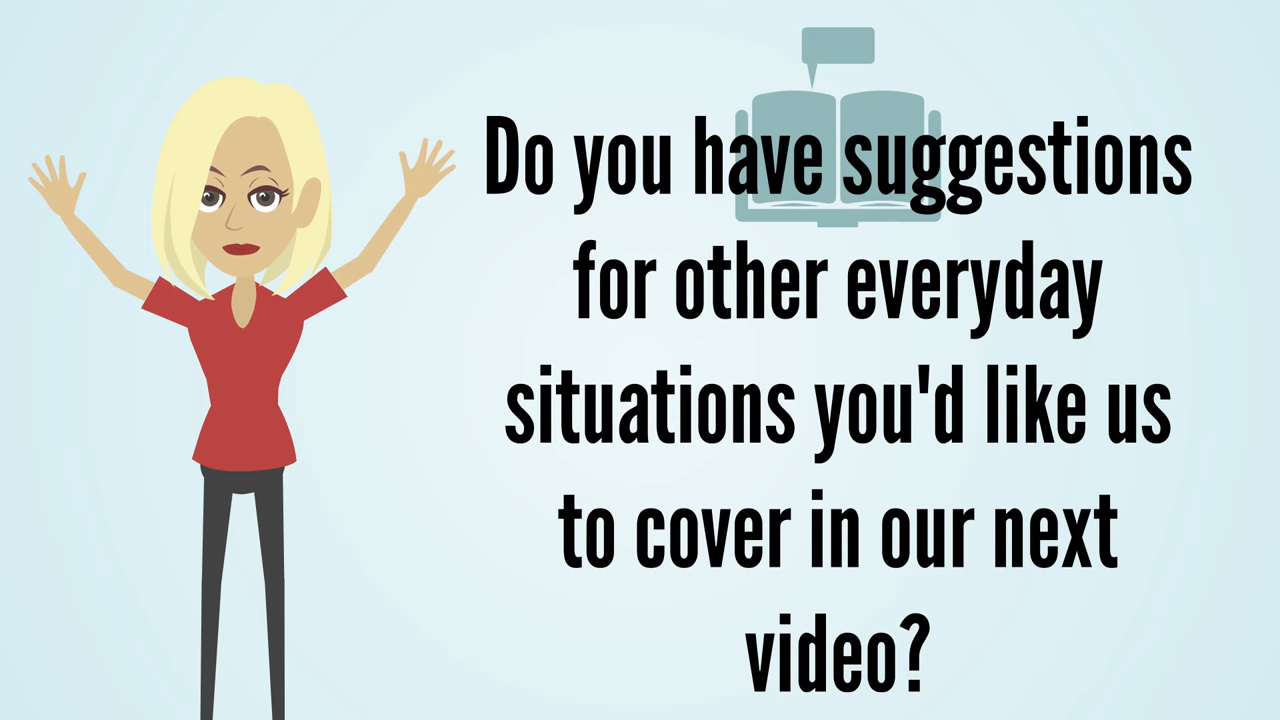 Do you have suggestions
for other everyday
situations you'd like us
to cover in our next
video?